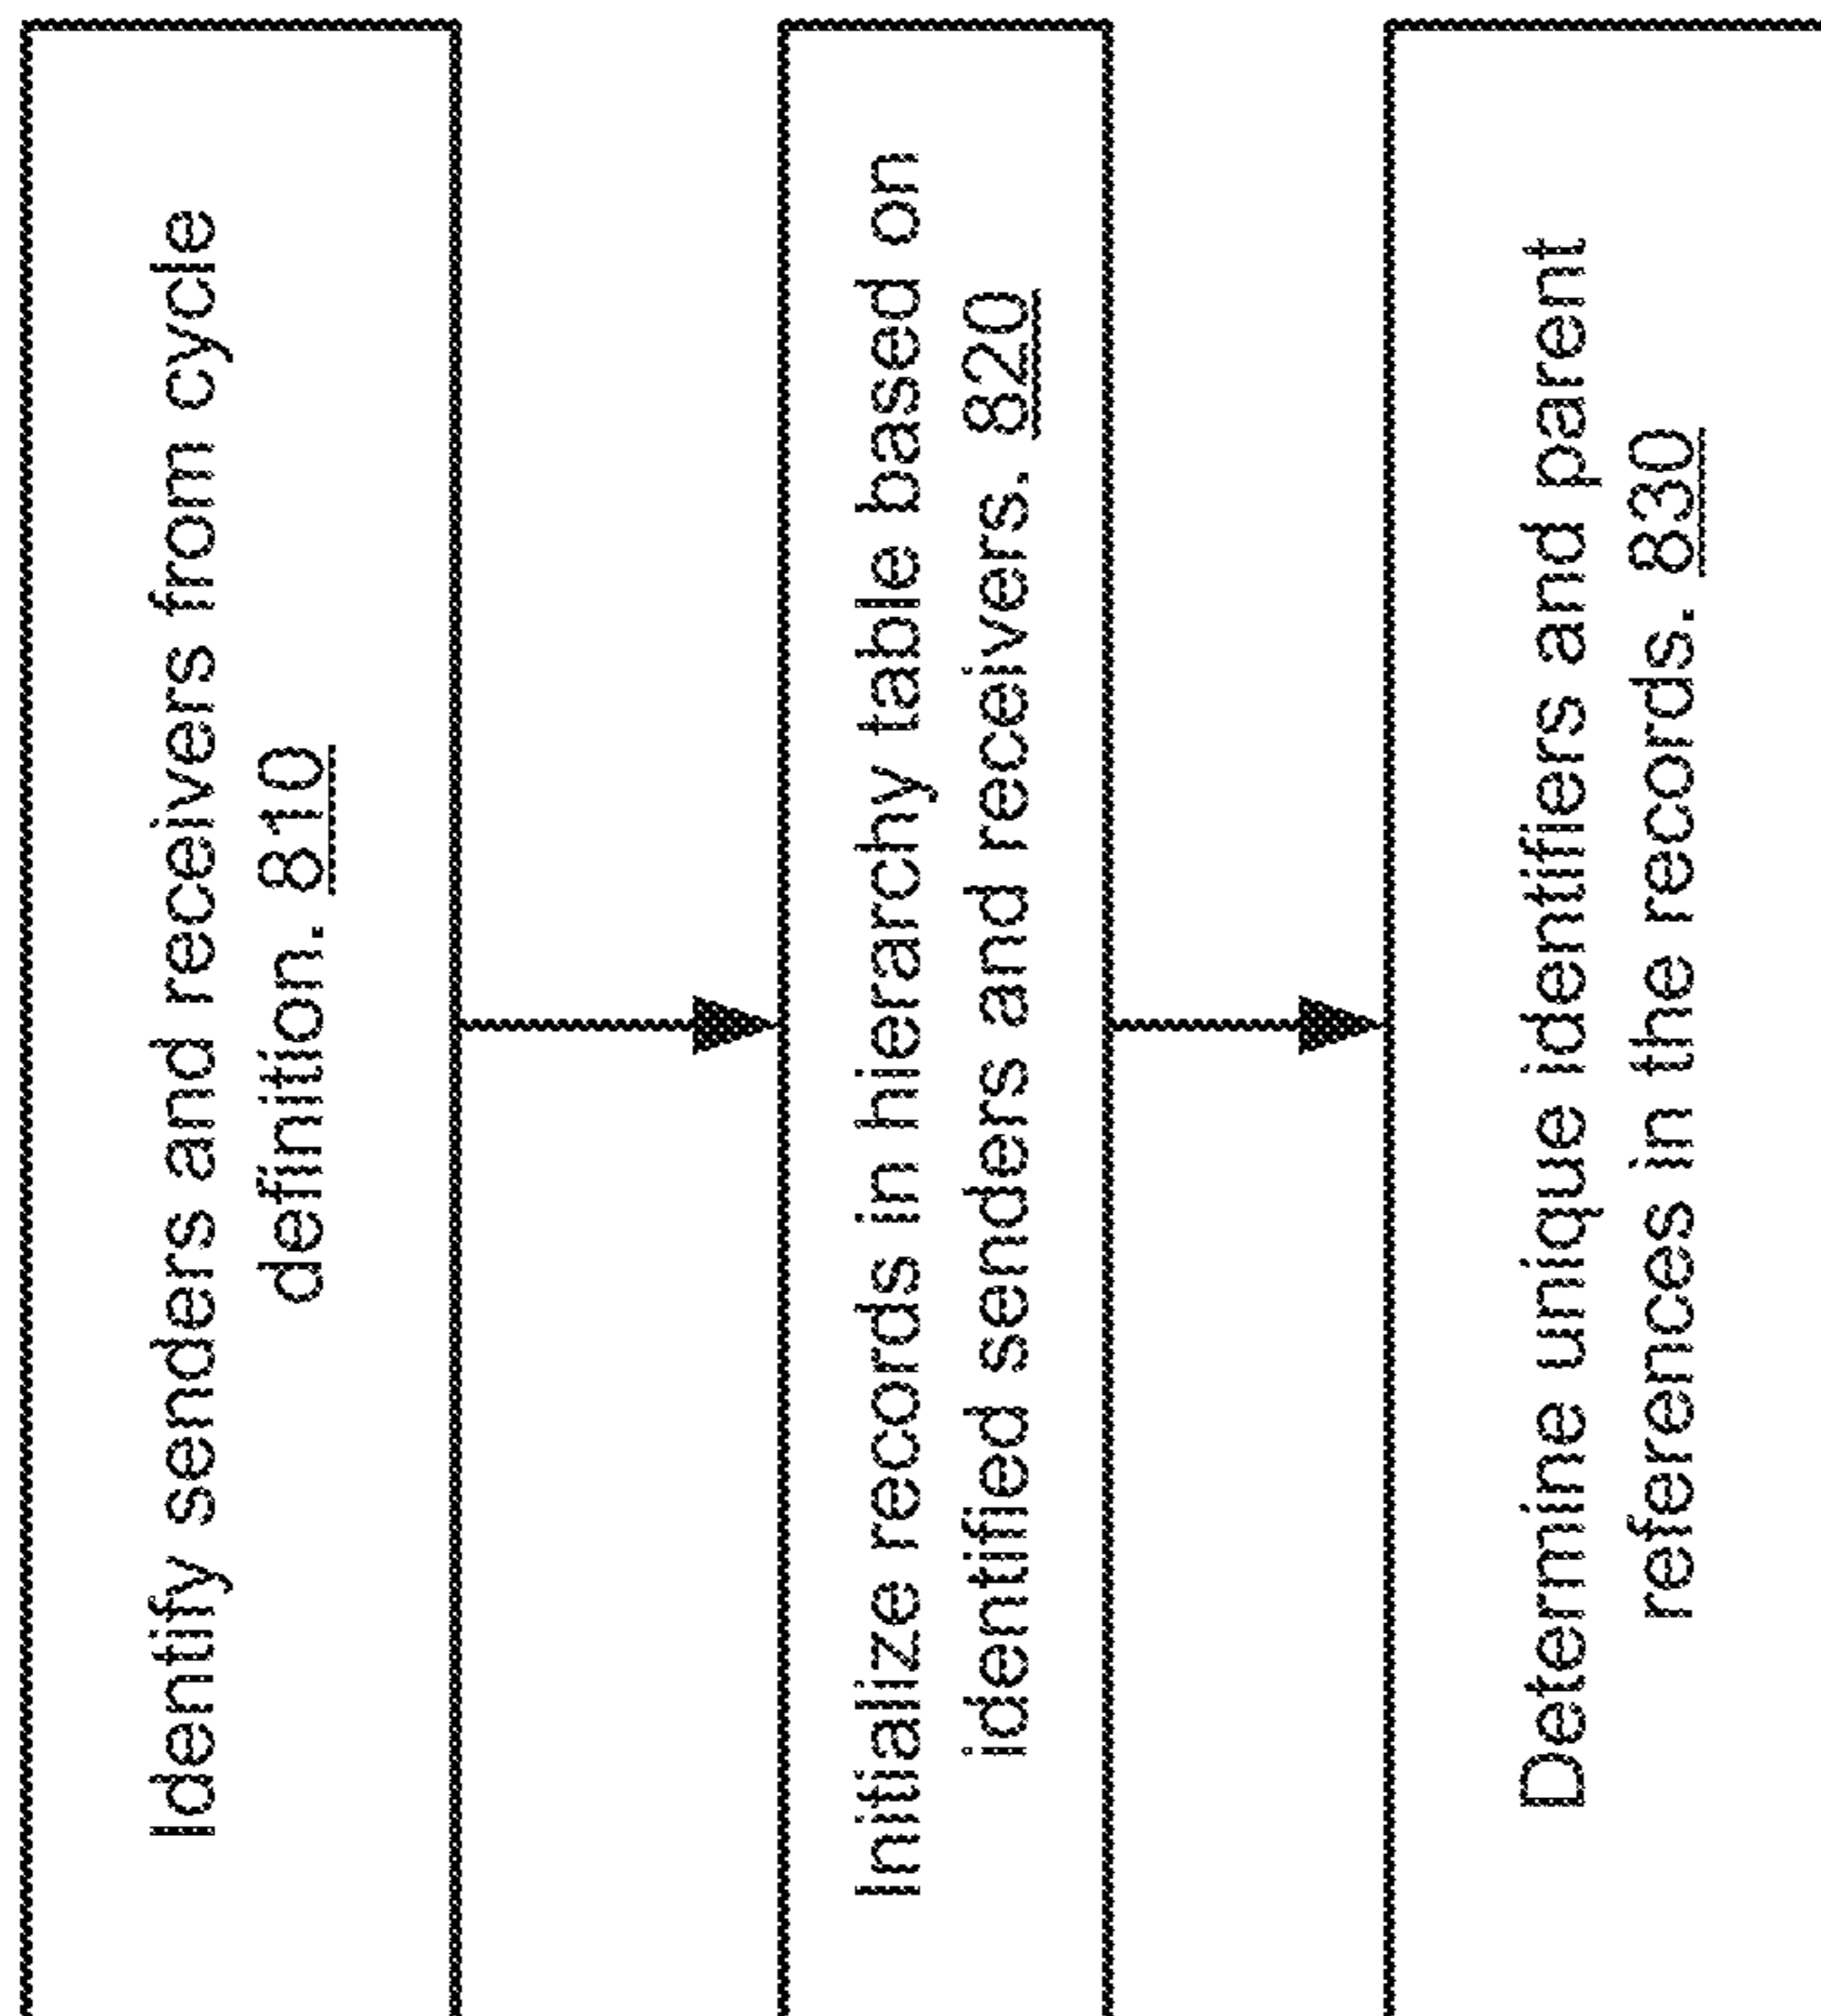 Identify senders and receivers from cycle
definition. 810
Initialize records in hierarchy table based on
identified senders and receivers. 820
Determine unique identifiers and parent
references in the records. 830